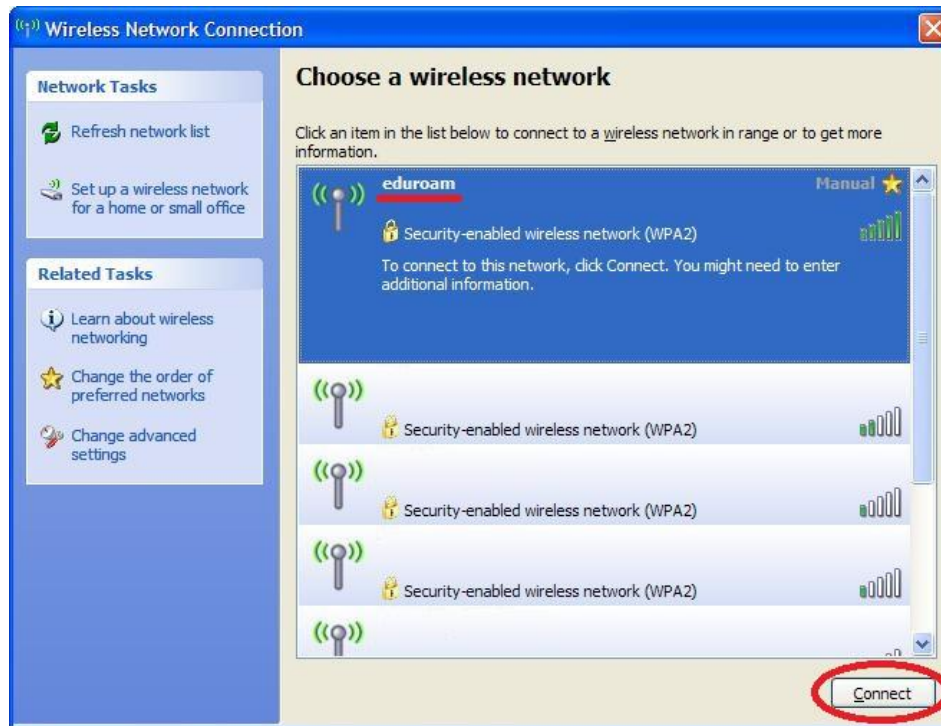 Wireless Network Connection
Network Tasks
Refresh network list
Set up a wireless network
for a home or small office
Related Tasks
Learn about wireless
networking
Change the order of
preferred networks
Change advanced
settings
Choose a wireless network
Click an item in the list below to connect to a wireless network in range or to get more
information.
eduroam
Manual
Security-enabled wireless network (WPA2)
To connect to this network, click Connect. You might need to enter
additional information.
Security-enabled wireless network (WPA2)
Security-enabled wireless network (WPA2)
Security-enabled wireless network (WPA2)
Connect